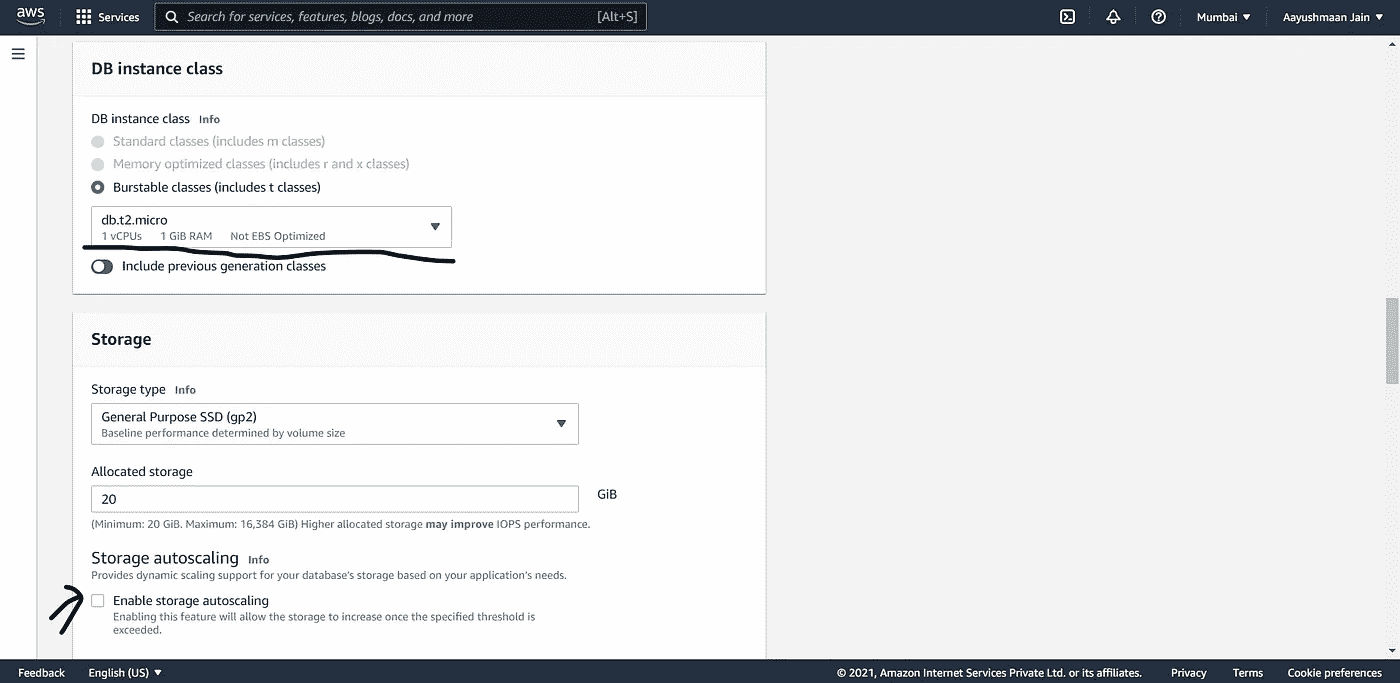 aws Services Search for services, features, blogs, docs, and more [Alt+S] Mumbai Aayushmaan Jain
DB instance class
DB instance class Info
Standard classes (includes m classes)
Memory optimized classes (includes r and x classes)
Burstable classes (includes t classes)
db.t2.micro
1 vCPUs 1 GiB RAM Not EBS Optimized
Include previous generation classes
Storage
Storage type Info
General Purpose SSD (gp2)
Baseline performance determined by volume size
Allocated storage
20 GiB
(Minimum: 20 GiB. Maximum: 16,384 GiB) Higher allocated storage may improve IOPS performance.
Storage autoscaling Info
Provides dynamic scaling support for your database's storage based on your application's needs.
Enable storage autoscaling
Enabling this feature will allow the storage to increase once the specified threshold is
exceeded.
Feedback English (US) © 2021, Amazon Internet Services Private Ltd. or its affiliates. Privacy Terms Cookie preferences